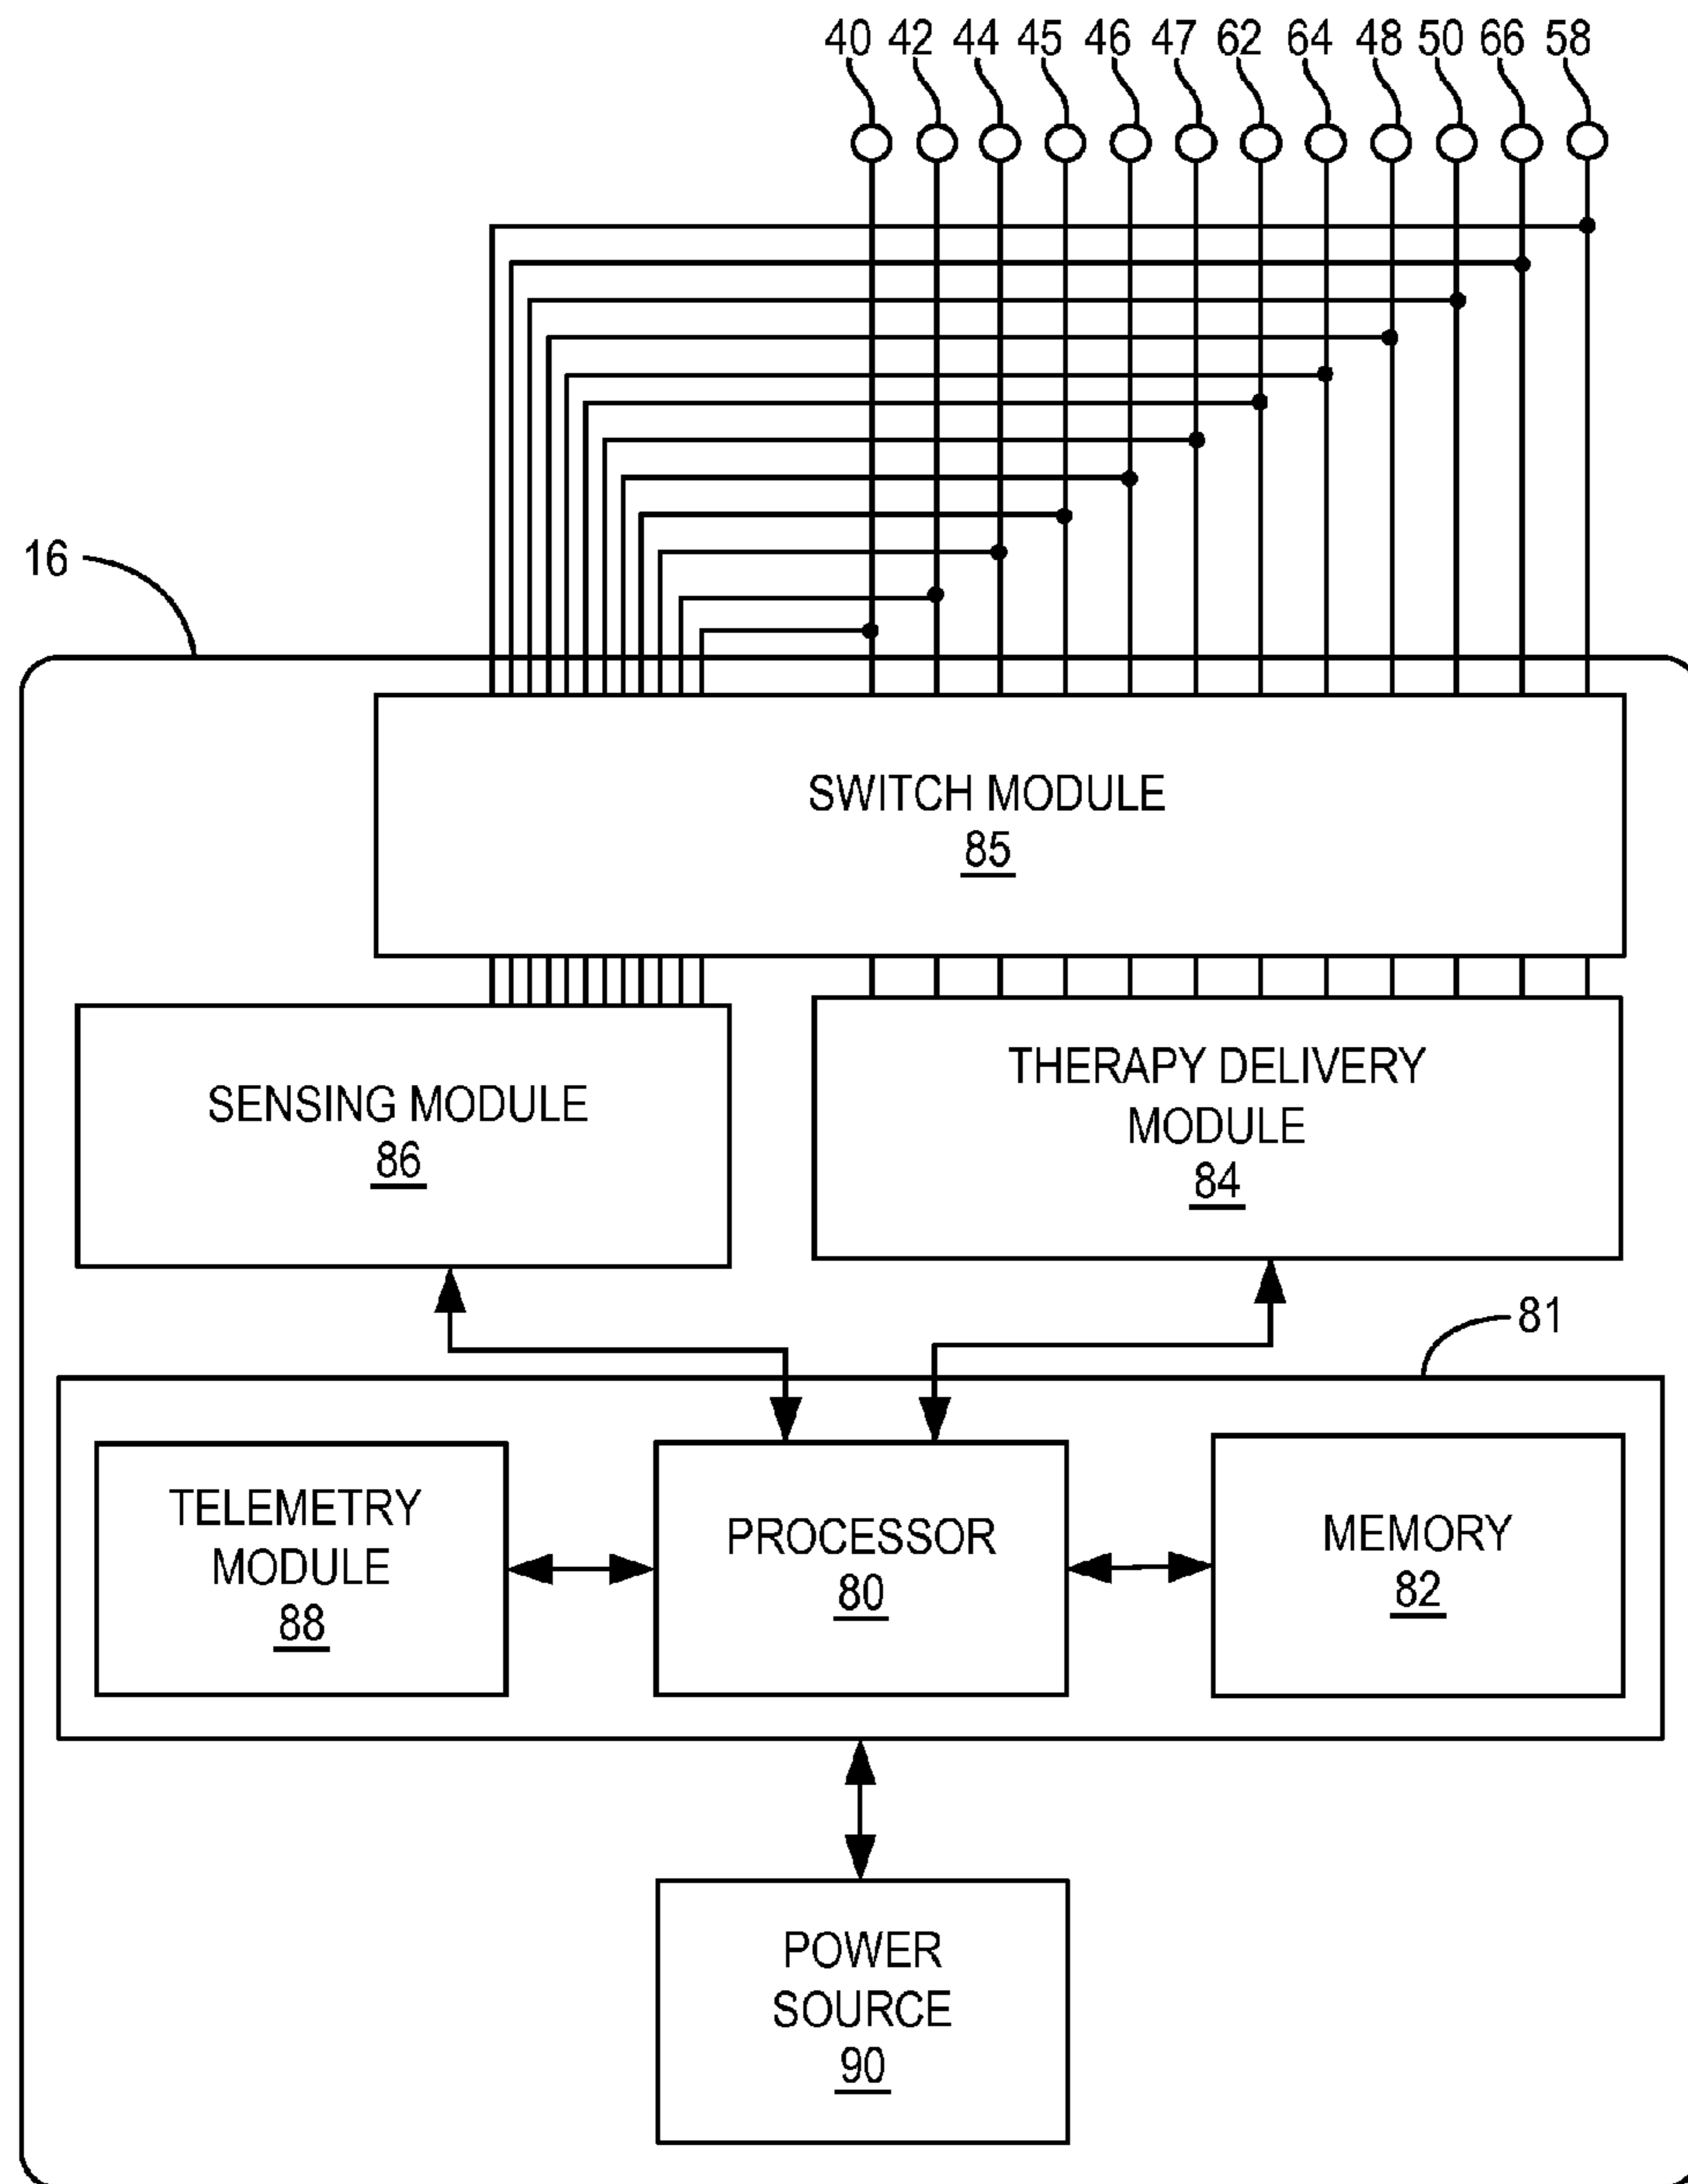 40 42 44 45 46 47 62 64 48 50 66 58
16
SWITCH MODULE
85
SENSING MODULE
86
THERAPY DELIVERY
MODULE
84
81
TELEMETRY
MODULE
88
PROCESSOR
80
MEMORY
82
POWER
SOURCE
90